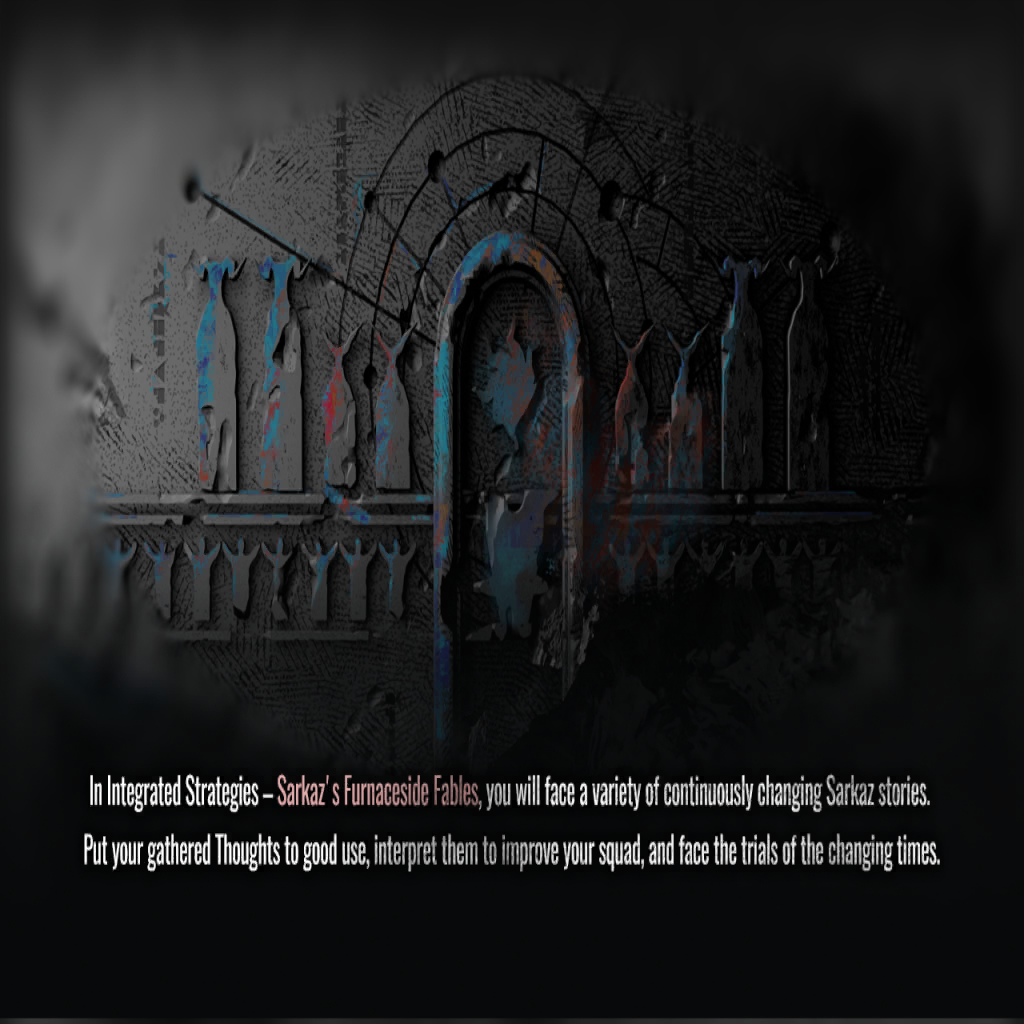 In Integrated Strategies – Sarkaz's Furnaceside Fables, you will face a variety of continuously changing Sarkaz stories.
Put your gathered Thoughts to good use, interpret them to improve your squad, and face the trials of the changing times.